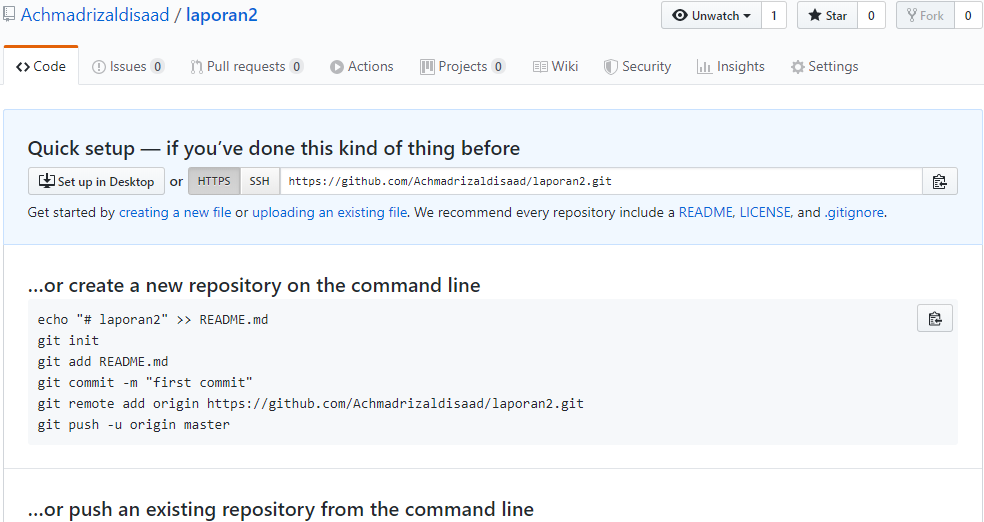 Achmadrizaldisaad / laporan2
Unwatch 1 Star 0 Fork 0
Code Issues 0 Pull requests 0 Actions Projects 0 Wiki Security Insights Settings
Quick setup — if you’ve done this kind of thing before
Set up in Desktop or HTTPS SSH https://github.com/Achmadrizaldisaad/laporan2.git
Get started by creating a new file or uploading an existing file. We recommend every repository include a README, LICENSE, and .gitignore.
…or create a new repository on the command line
echo "# laporan2" >> README.md
git init
git add README.md
git commit -m "first commit"
git remote add origin https://github.com/Achmadrizaldisaad/laporan2.git
git push -u origin master
…or push an existing repository from the command line